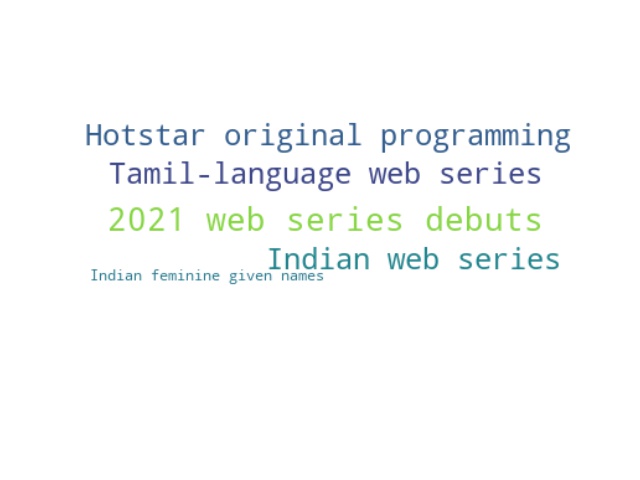 Hotstar original programming
Tamil-language web series
2021 web series debuts
Indian web series
Indian feminine given names